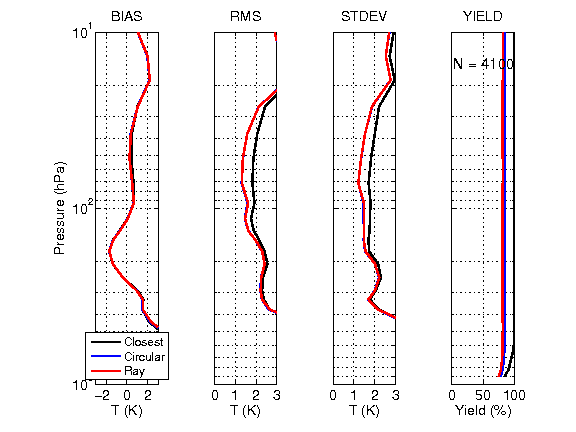 BIAS RMS STDEV YIELD
10^1
N = 4100
Pressure (hPa)
10^2
Closest
Circular
Ray
10
−2 0 2 0 1 2 3 0 1 2 3 0 50 100
T (K) T (K) T (K) Yield (%)